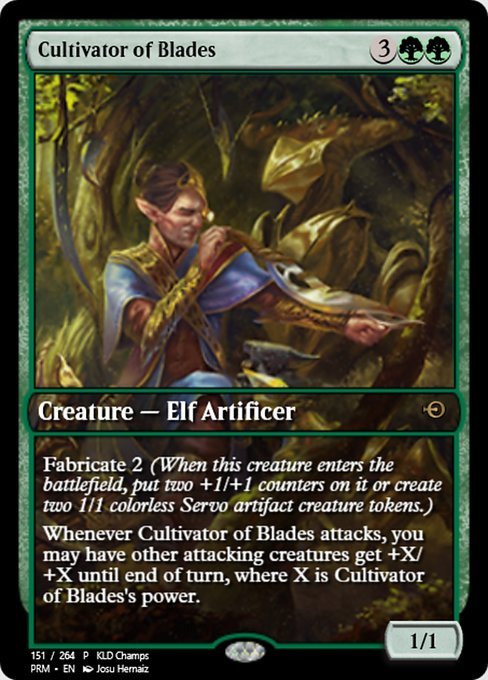 Cultivator of Blades 3
Creature — Elf Artificer
Fabricate 2 (When this creature enters the
battlefield, put two +1/+1 counters on it or create
two 1/1 colorless Servo artifact creature tokens.)
Whenever Cultivator of Blades attacks, you
may have other attacking creatures get +X/
+X until end of turn, where X is Cultivator
of Blades's power.
1/1
151 / 264 P KLD Champs
PRM • EN Josu Hernaiz